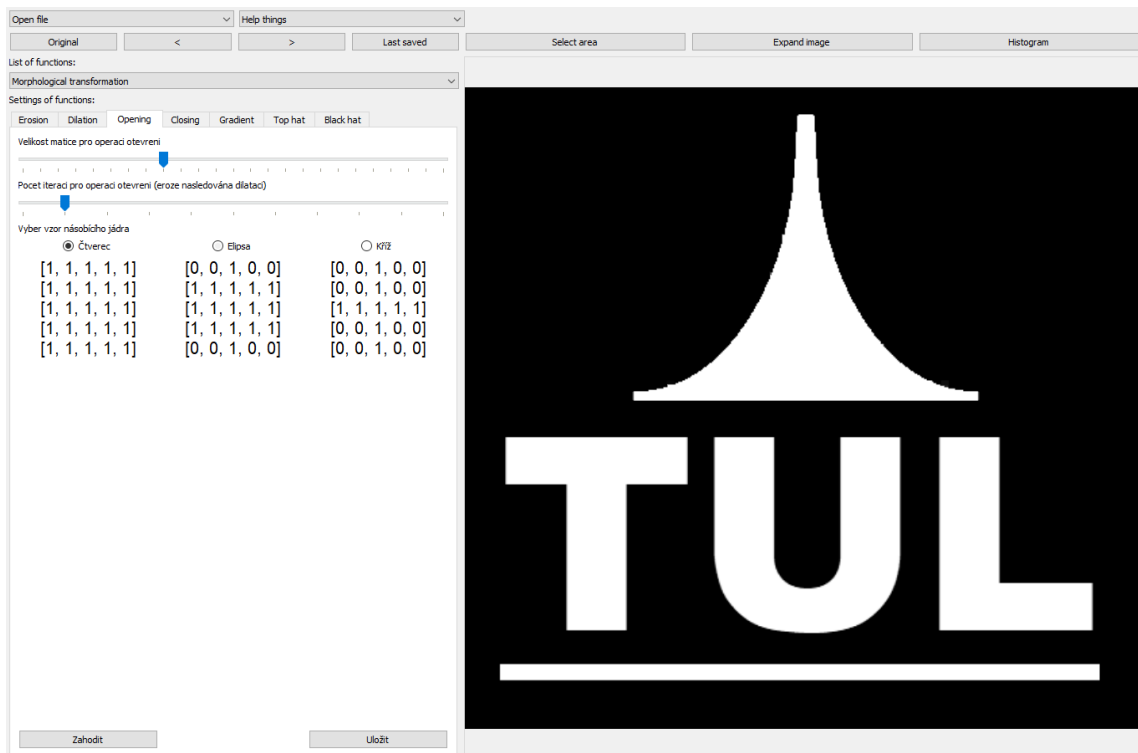 Open file Help things
Original < > Last saved Select area Expand image Histogram
List of functions:
Morphological transformation
Settings of functions:
Erosion Dilation Opening Closing Gradient Top hat Black hat
Velikost matice pro operaci otevreni
Pocet iteraci pro operaci otevreni (eroze nasledována dilataci)
Vyber vzor násobícího jádra
Čtverec Elipsa Kříž
[1, 1, 1, 1, 1] [0, 0, 1, 0, 0] [0, 0, 1, 0, 0]
[1, 1, 1, 1, 1] [1, 1, 1, 1, 1] [0, 0, 1, 0, 0]
[1, 1, 1, 1, 1] [1, 1, 1, 1, 1] [1, 1, 1, 1, 1]
[1, 1, 1, 1, 1] [1, 1, 1, 1, 1] [0, 0, 1, 0, 0]
[1, 1, 1, 1, 1] [0, 0, 1, 0, 0] [0, 0, 1, 0, 0]
Zahodit Uložit
TUL